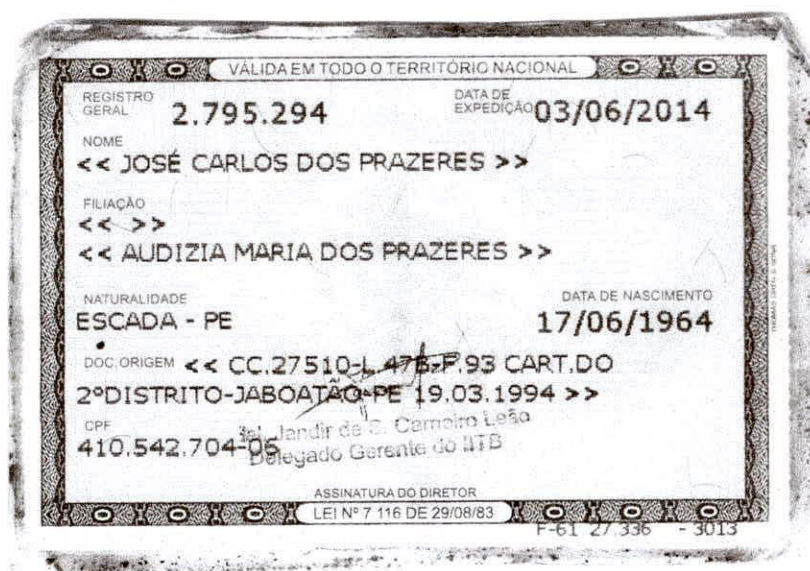 VÁLIDA EM TODO O TERRITÓRIO NACIONAL
REGISTRO GERAL 2.795.294 DATA DE EXPEDIÇÃO 03/06/2014
NOME
<< JOSÉ CARLOS DOS PRAZERES >>
FILIAÇÃO
<< >>
<< AUDIZIA MARIA DOS PRAZERES >>
NATURALIDADE DATA DE NASCIMENTO
ESCADA - PE 17/06/1964
DOC.ORIGEM << CC.27510-L.47B-F.93 CART.DO
2ºDISTRITO-JABOATÃO-PE 19.03.1994 >>
CPF
410.542.704-06
Bel. Jandir de S. Carneiro Leão
Delegado Gerente do IITB
ASSINATURA DO DIRETOR
LEI Nº 7 116 DE 29/08/83
F-61 27 336 - 3013